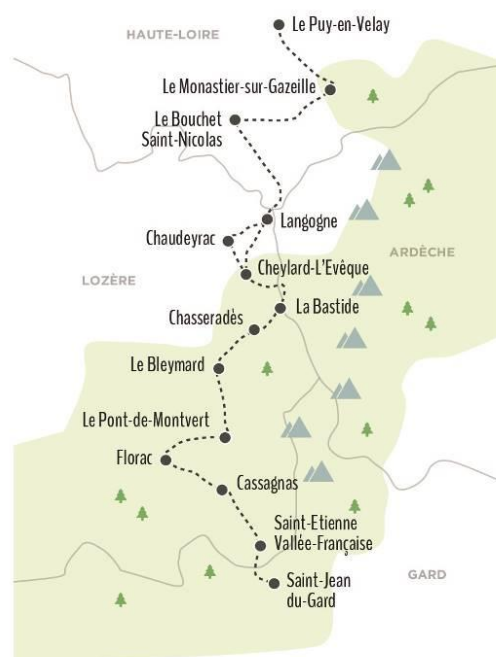 Le Puy-en-Velay
HAUTE-LOIRE
Le Monastier-sur-Gazeille
Le Bouchet
Saint-Nicolas
Langogne
Chaudeyrac
ARDÈCHE
Cheylard-L'Evêque
LOZÈRE
La Bastide
Chasseradès
Le Bleymard
Le Pont-de-Montvert
Florac
Cassagnas
Saint-Etienne
Vallée-Française
GARD
Saint-Jean
du-Gard